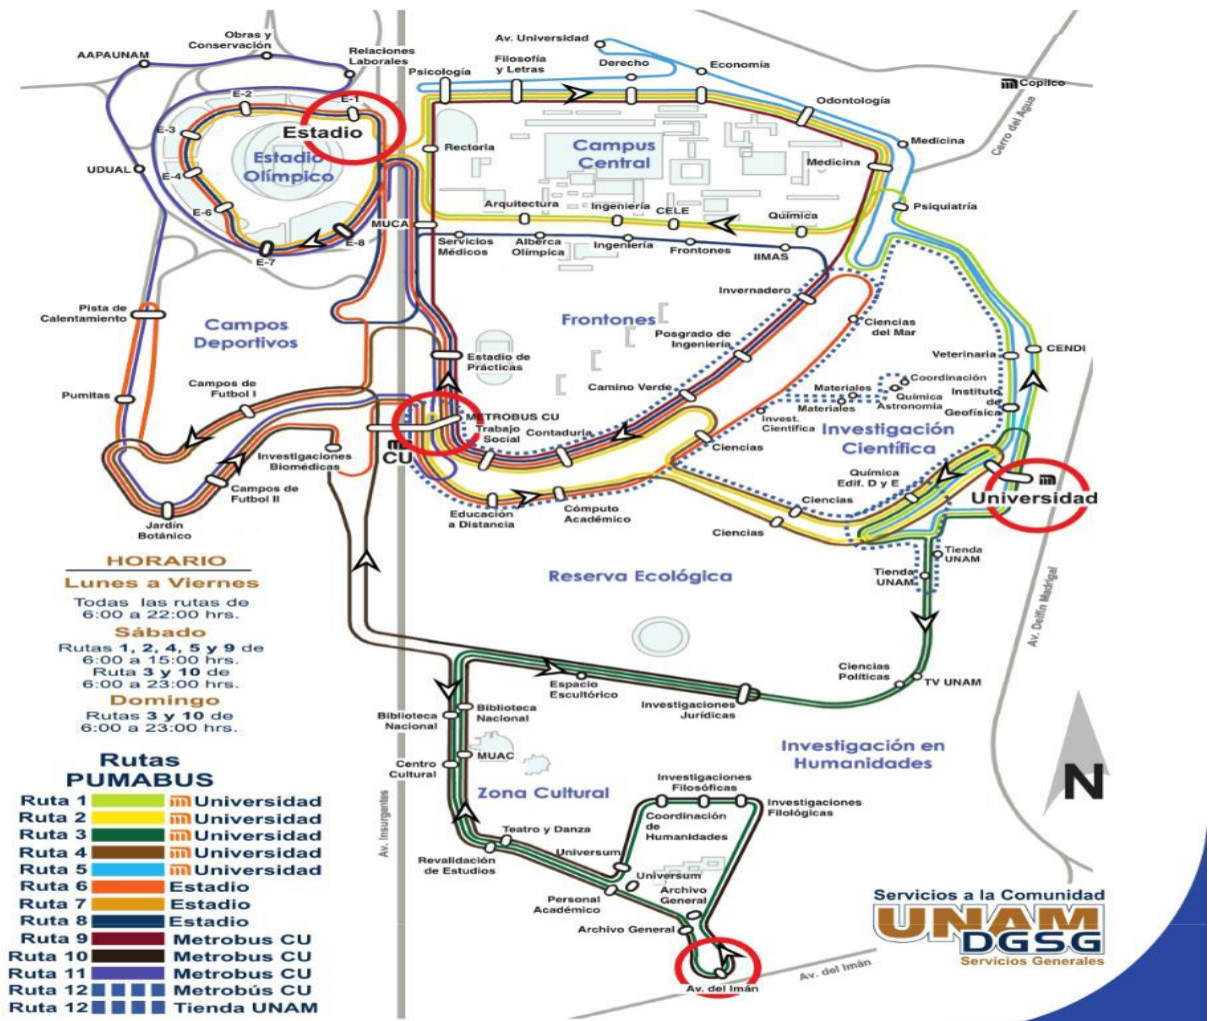 Obras y
Conservación
AAPAUNAM
Relaciones
Laborales
Av. Universidad
Filosofía
y Letras
Derecho
Psicología
Economía
Copilco
Odontología
Cerro del Agua
E-2
E-1
Estadio
E-3
Estadio
Olímpico
Campus
Central
Rectoria
Medicina
Medicina
UDUAL
E-4
Psiquiatría
E-6
Arquitectura
Ingeniería
CELE
Química
MUCA
E-8
E-7
Servicios
Médicos
Alberca
Olímpica
Ingeniería
Frontones
IIMAS
Invernadero
Pista de
Calentamiento
Campos
Deportivos
Frontones
Ciencias
del Mar
Posgrado de
Ingeniería
Estadio de
Prácticas
Veterinaria
CENDI
Pumitas
Campos de
Futbol I
Camino Verde
Materiales
Coordinación
Química
Materiales
Astronomia
Instituto
de
Geofísica
METROBUS CU
Trabajo
Social
Contaduria
Invest.
Científica
Investigación
Científica
CU
Investigaciones
Biomédicas
Ciencias
Química
Edif. D y E
Campos de
Futbol II
Universidad
Educación
a Distancia
Cómputo
Académico
Ciencias
Ciencias
Jardín
Botánico
Tienda
UNAM
Tienda
UNAM
HORARIO
Lunes a Viernes
Todas las rutas de
6:00 a 22:00 hrs.
Sábado
Rutas 1, 2, 4, 5 y 9 de
6:00 a 15:00 hrs.
Ruta 3 y 10 de
6:00 a 23:00 hrs.
Domingo
Rutas 3 y 10 de
6:00 a 23:00 hrs.
Reserva Ecológica
Av. Delfin Madrigal
Ciencias
Políticas
TV UNAM
Espacio
Escultórico
Investigaciones
Jurídicas
Biblioteca
Nacional
Biblioteca
Nacional
MUAC
Centro
Cultural
Investigación en
Humanidades
N
Zona Cultural
Investigaciones
Filosóficas
Investigaciones
Filológicas
Coordinación
de
Humanidades
Av. Insurgentes
Teatro y Danza
Universum
Revalidación
de Estudios
Universum
Archivo
General
Personal
Académico
Archivo General
Av. del Imán
Av. del Imán
Rutas
PUMABUS
Ruta 1 Universidad
Ruta 2 Universidad
Ruta 3 Universidad
Ruta 4 Universidad
Ruta 5 Universidad
Ruta 6 Estadio
Ruta 7 Estadio
Ruta 8 Estadio
Ruta 9 Metrobus CU
Ruta 10 Metrobus CU
Ruta 11 Metrobus CU
Ruta 12 Metrobús CU
Ruta 12 Tienda UNAM
Servicios a la Comunidad
UNAM
DGSG
Servicios Generales